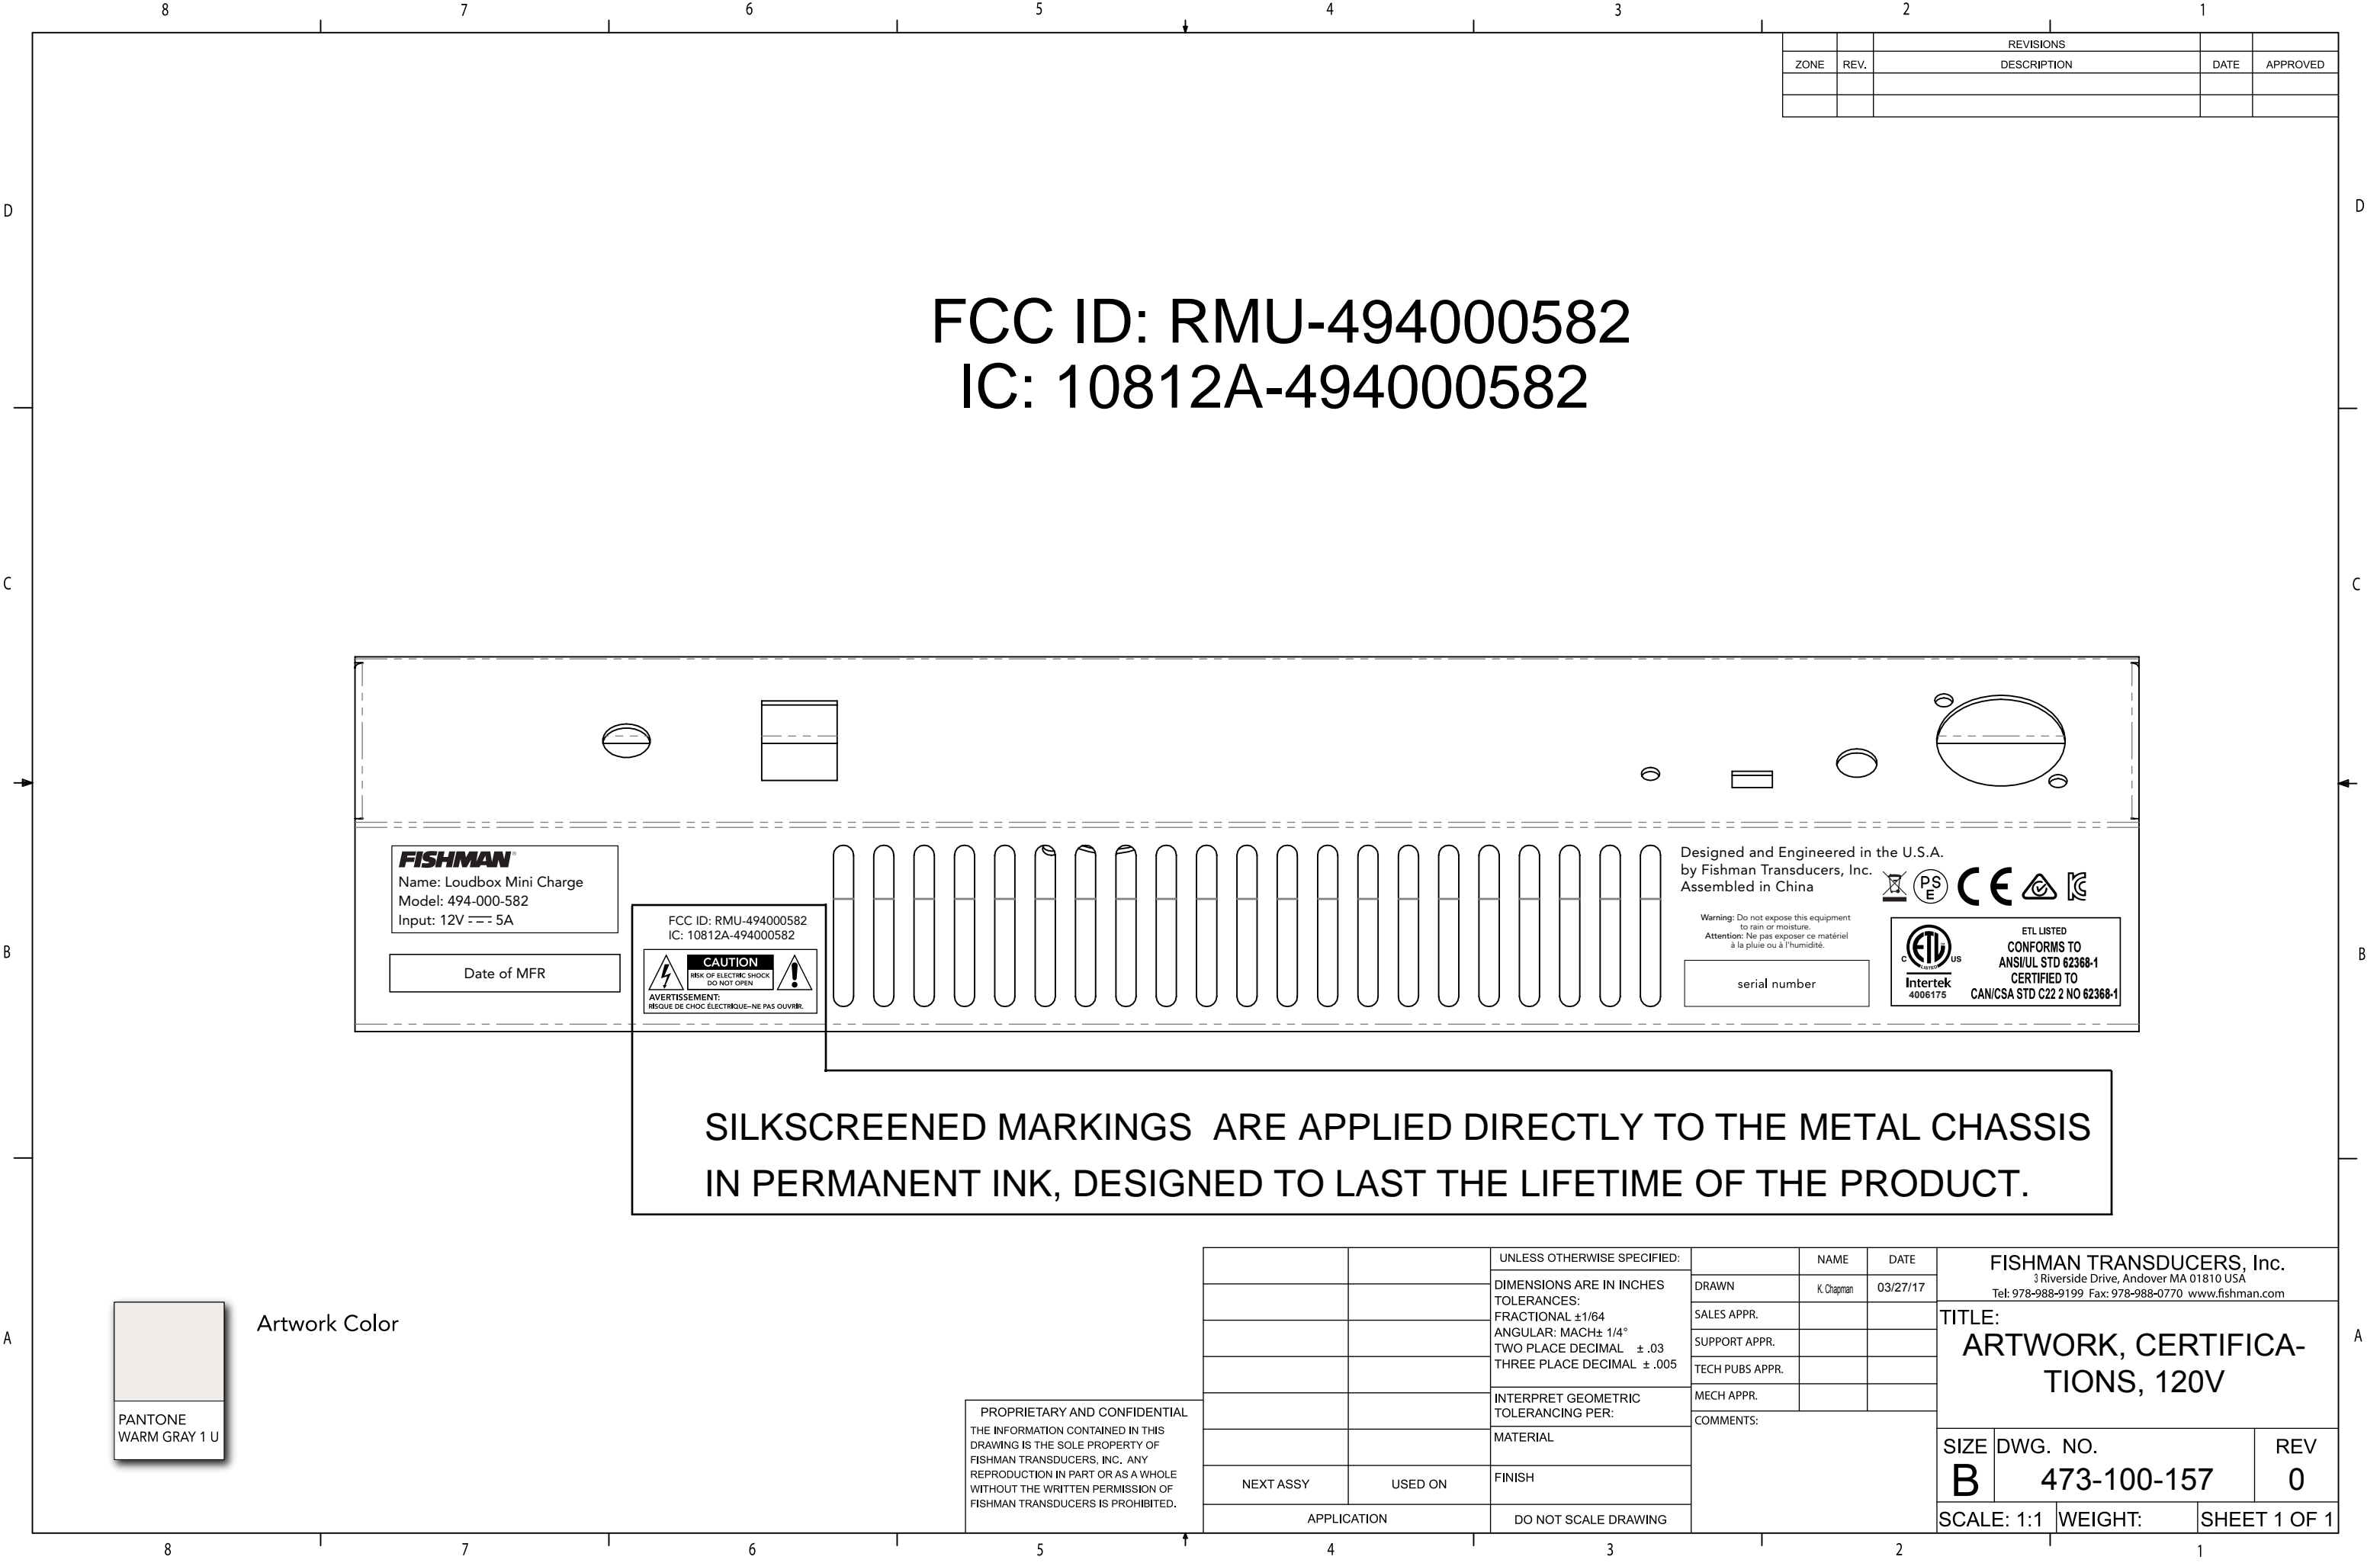 8 7 6 5 4 3 2 1
REVISIONS
ZONE REV. DESCRIPTION DATE APPROVED
D D
FCC ID: RMU-494000582
IC: 10812A-494000582
C C
FISHMAN®
Name: Loudbox Mini Charge
Model: 494-000-582
Input: 12V 5A
Date of MFR
FCC ID: RMU-494000582
IC: 10812A-494000582
CAUTION
RISK OF ELECTRIC SHOCK
DO NOT OPEN
AVERTISSEMENT:
RISQUE DE CHOC ÉLECTRIQUE–NE PAS OUVRIR.
Designed and Engineered in the U.S.A.
by Fishman Transducers, Inc.
Assembled in China
PS
E
CE
Warning: Do not expose this equipment
to rain or moisture.
Attention: Ne pas exposer ce matériel
à la pluie ou à l'humidité.
serial number
ETL
LISTED
C US
Intertek
4006175
ETL LISTED
CONFORMS TO
ANSI/UL STD 62368-1
CERTIFIED TO
CAN/CSA STD C22 2 NO 62368-1
B B
SILKSCREENED MARKINGS ARE APPLIED DIRECTLY TO THE METAL CHASSIS
IN PERMANENT INK, DESIGNED TO LAST THE LIFETIME OF THE PRODUCT.
A A
PANTONE
WARM GRAY 1 U
Artwork Color
PROPRIETARY AND CONFIDENTIAL
THE INFORMATION CONTAINED IN THIS
DRAWING IS THE SOLE PROPERTY OF
FISHMAN TRANSDUCERS, INC. ANY
REPRODUCTION IN PART OR AS A WHOLE
WITHOUT THE WRITTEN PERMISSION OF
FISHMAN TRANSDUCERS IS PROHIBITED.
NEXT ASSY USED ON
APPLICATION
UNLESS OTHERWISE SPECIFIED:
DIMENSIONS ARE IN INCHES
TOLERANCES:
FRACTIONAL ±1/64
ANGULAR: MACH± 1/4°
TWO PLACE DECIMAL ± .03
THREE PLACE DECIMAL ± .005
INTERPRET GEOMETRIC
TOLERANCING PER:
MATERIAL
FINISH
DO NOT SCALE DRAWING
NAME DATE
DRAWN K. Chapman 03/27/17
SALES APPR.
SUPPORT APPR.
TECH PUBS APPR.
MECH APPR.
COMMENTS:
FISHMAN TRANSDUCERS, Inc.
3 Riverside Drive, Andover MA 01810 USA
Tel: 978-988-9199 Fax: 978-988-0770 www.fishman.com
TITLE:
ARTWORK, CERTIFICA-
TIONS, 120V
SIZE DWG. NO. REV
B 473-100-157 0
SCALE: 1:1 WEIGHT: SHEET 1 OF 1
8 7 6 5 4 3 2 1